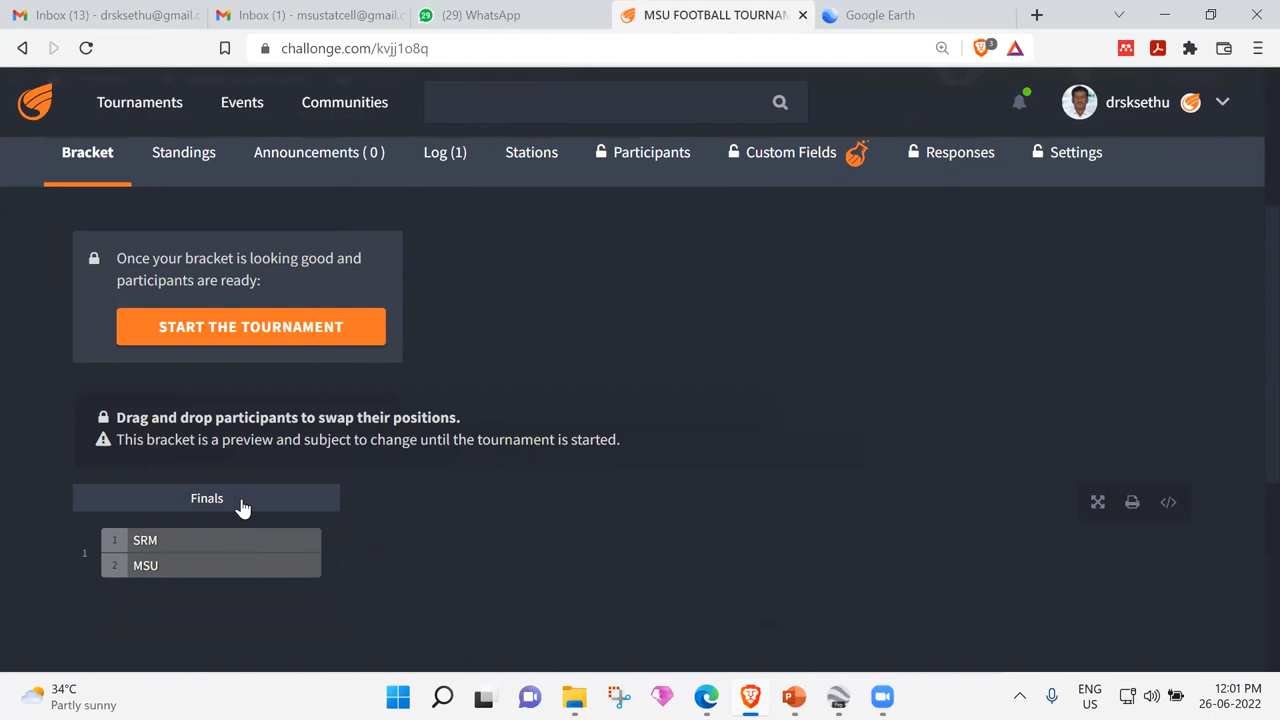 Inbox (13) - drsksethu@gmail.c
Inbox (1) - msustatcell@gmail.c
(29) WhatsApp
MSU FOOTBALL TOURNAM
Google Earth
challonge.com/kvjj1o8q
Tournaments
Events
Communities
drsksethu
Bracket
Standings
Announcements ( 0 )
Log (1)
Stations
Participants
Custom Fields
Responses
Settings
Once your bracket is looking good and
participants are ready:
START THE TOURNAMENT
Drag and drop participants to swap their positions.
This bracket is a preview and subject to change until the tournament is started.
Finals
1
1 SRM
2 MSU
34°C
Partly sunny
ENG
US
12:01 PM
26-06-2022